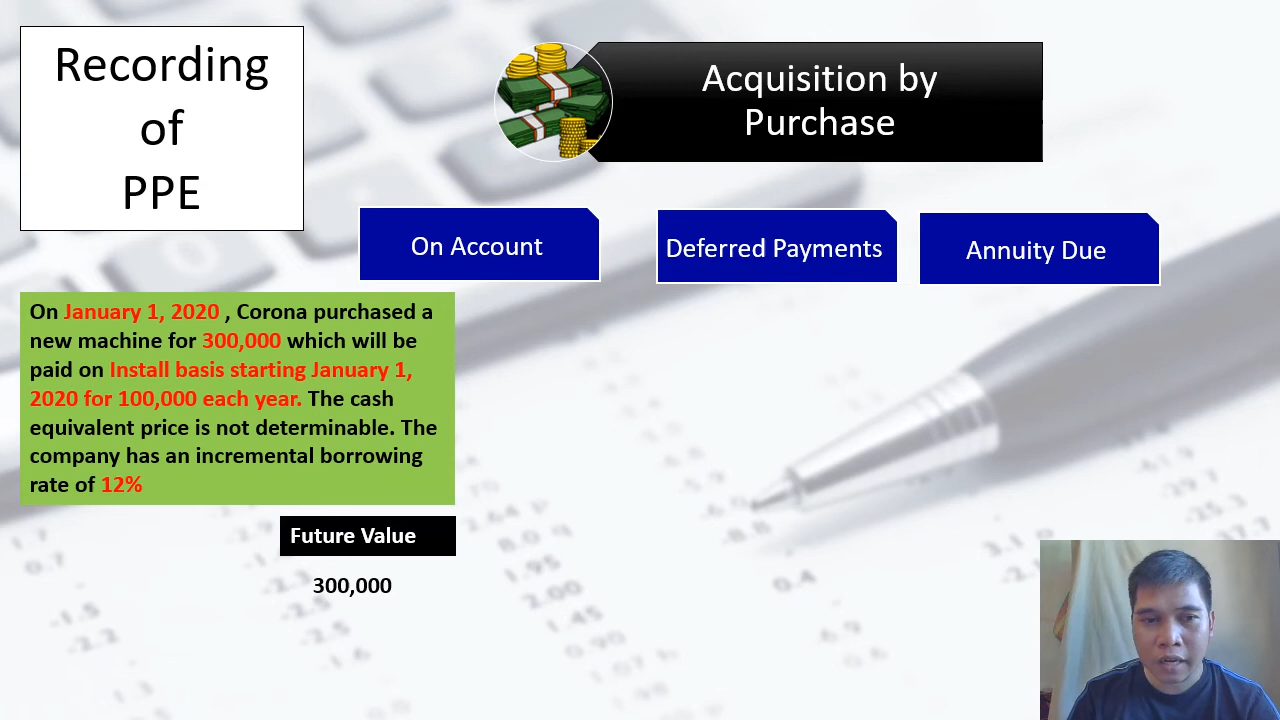 Recording
of
PPE
Acquisition by
Purchase
On Account
Deferred Payments
Annuity Due
On January 1, 2020 , Corona purchased a
new machine for 300,000 which will be
paid on Install basis starting January 1,
2020 for 100,000 each year. The cash
equivalent price is not determinable. The
company has an incremental borrowing
rate of 12%
Future Value
300,000